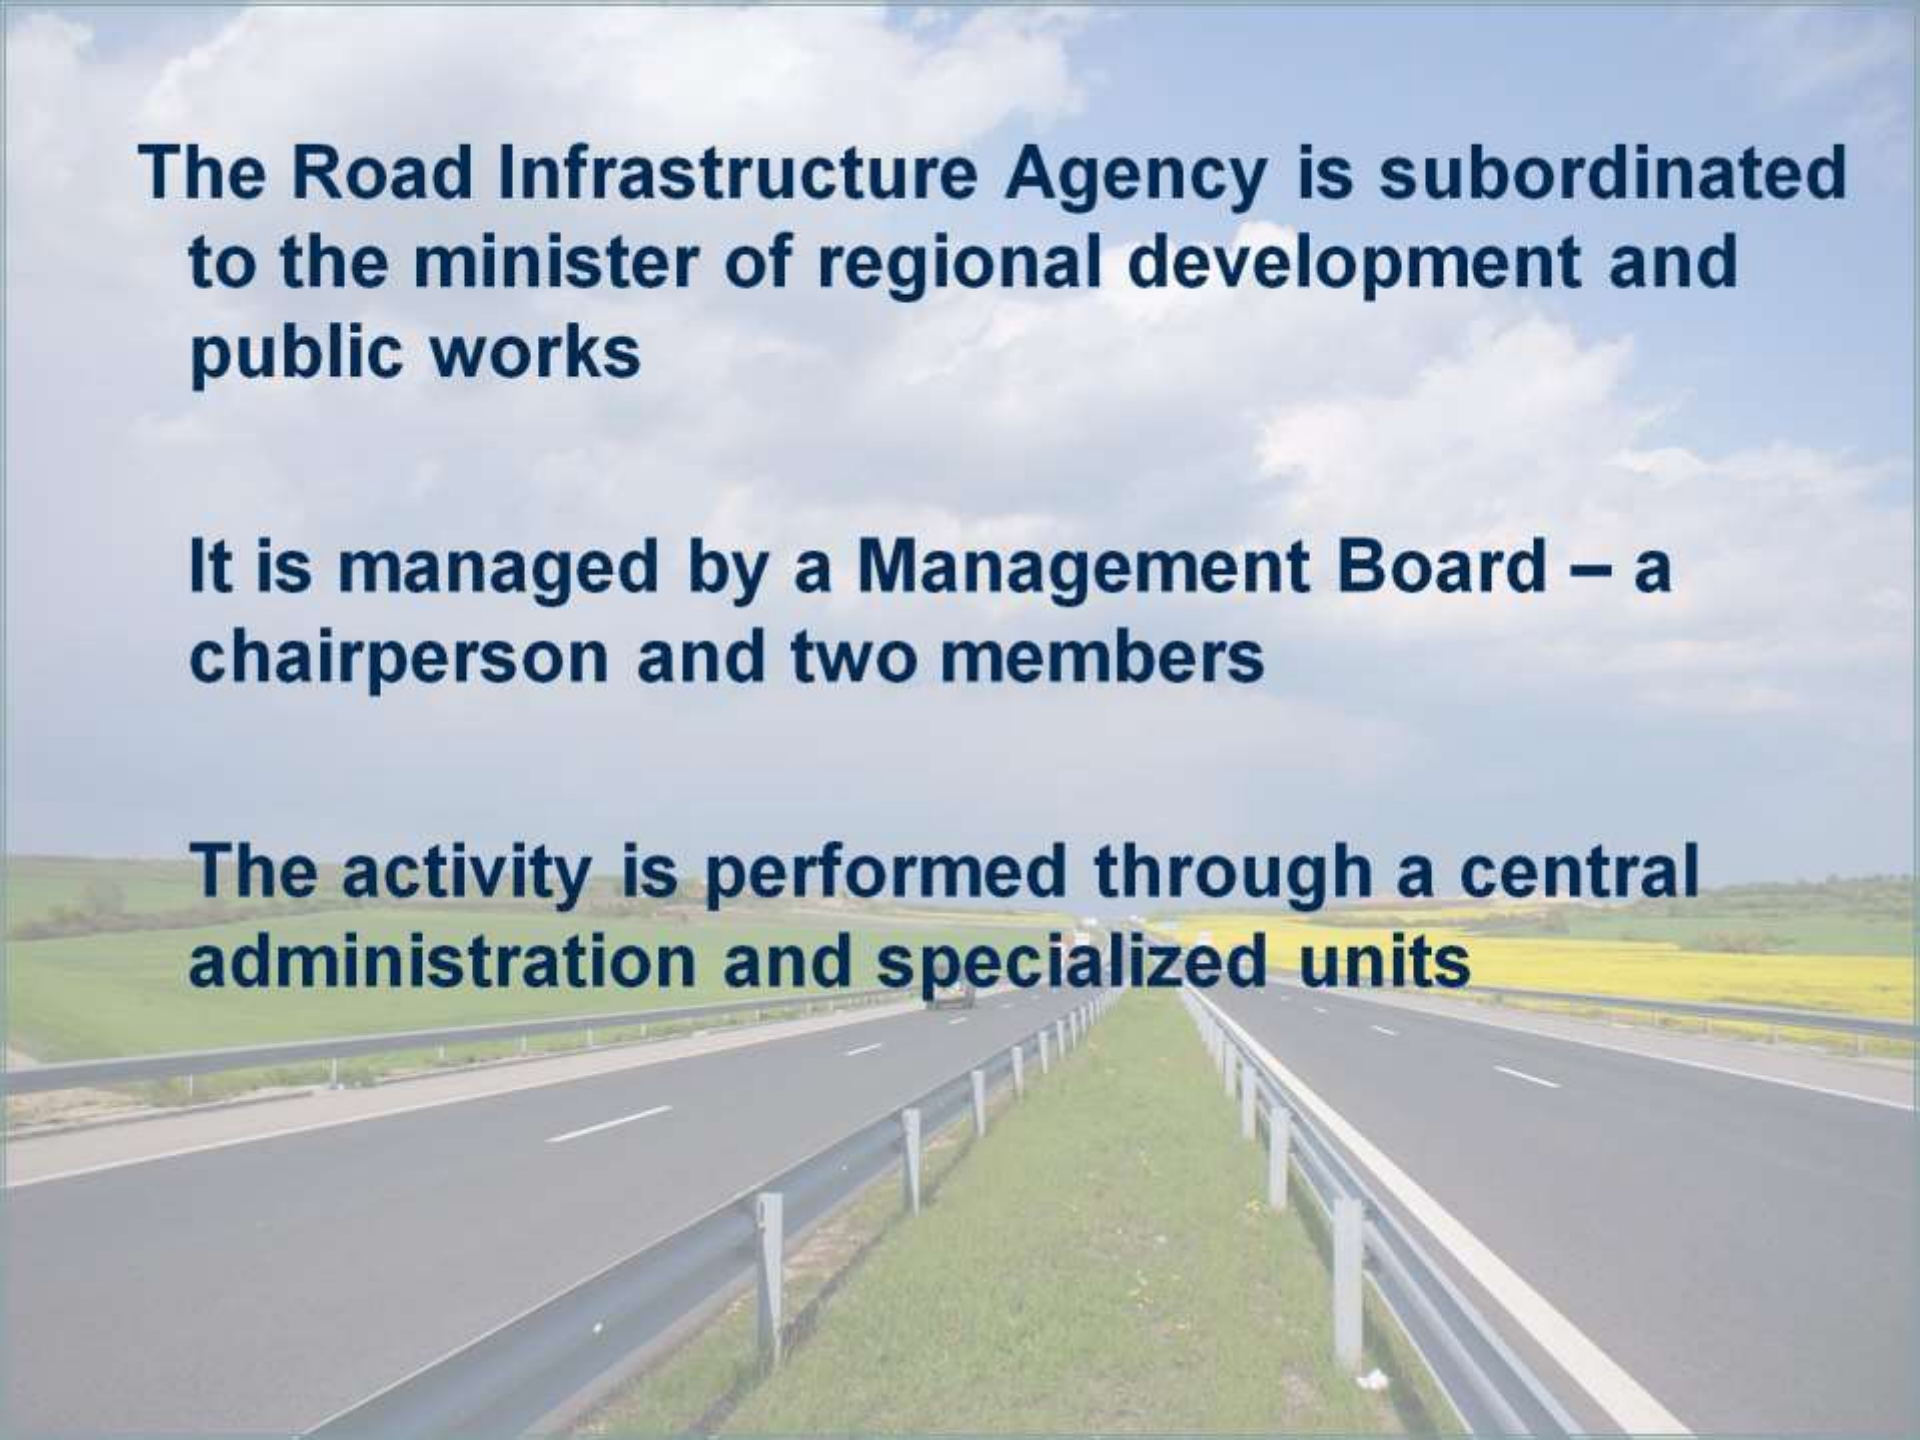 The Road Infrastructure Agency is subordinated
to the minister of regional development and
public works
It is managed by a Management Board – a
chairperson and two members
The activity is performed through a central
administration and specialized units